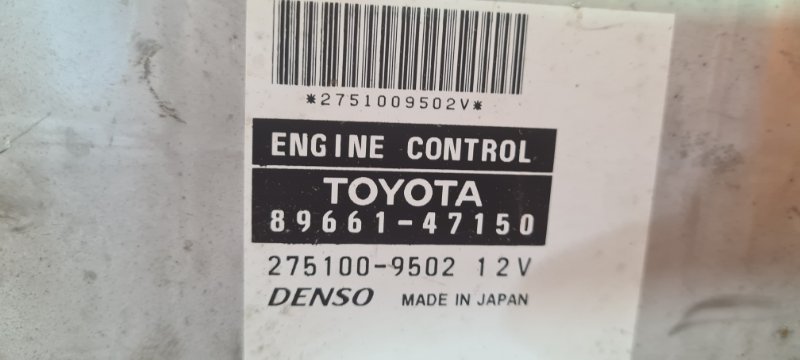 *2751009502V*
ENGINE CONTROL
TOYOTA
89661-47150
275100-9502 12V
DENSO MADE IN JAPAN